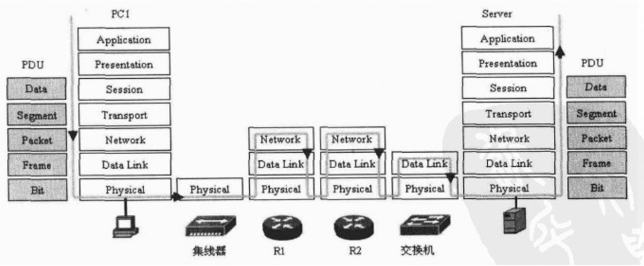 PC1
Server
Application
Application
PDU
Presentation
Presentation
PDU
Data
Session
Session
Data
Segment
Transport
Transport
Segment
Packet
Network
Network
Network
Network
Packet
Frame
Data Link
Data Link
Data Link
Data Link
Data Link
Frame
Bit
Physical
Physical
Physical
Physical
Physical
Physical
Bit
集线器
R1
R2
交换机